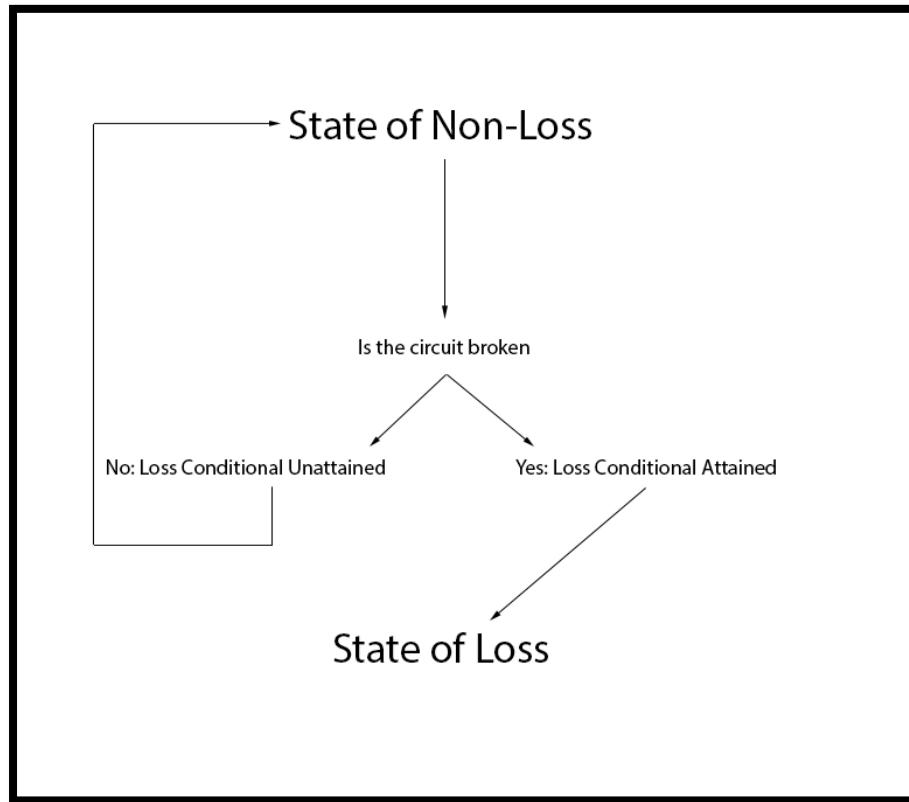 State of Non-Loss
Is the circuit broken
No: Loss Conditional Unattained
Yes: Loss Conditional Attained
State of Loss